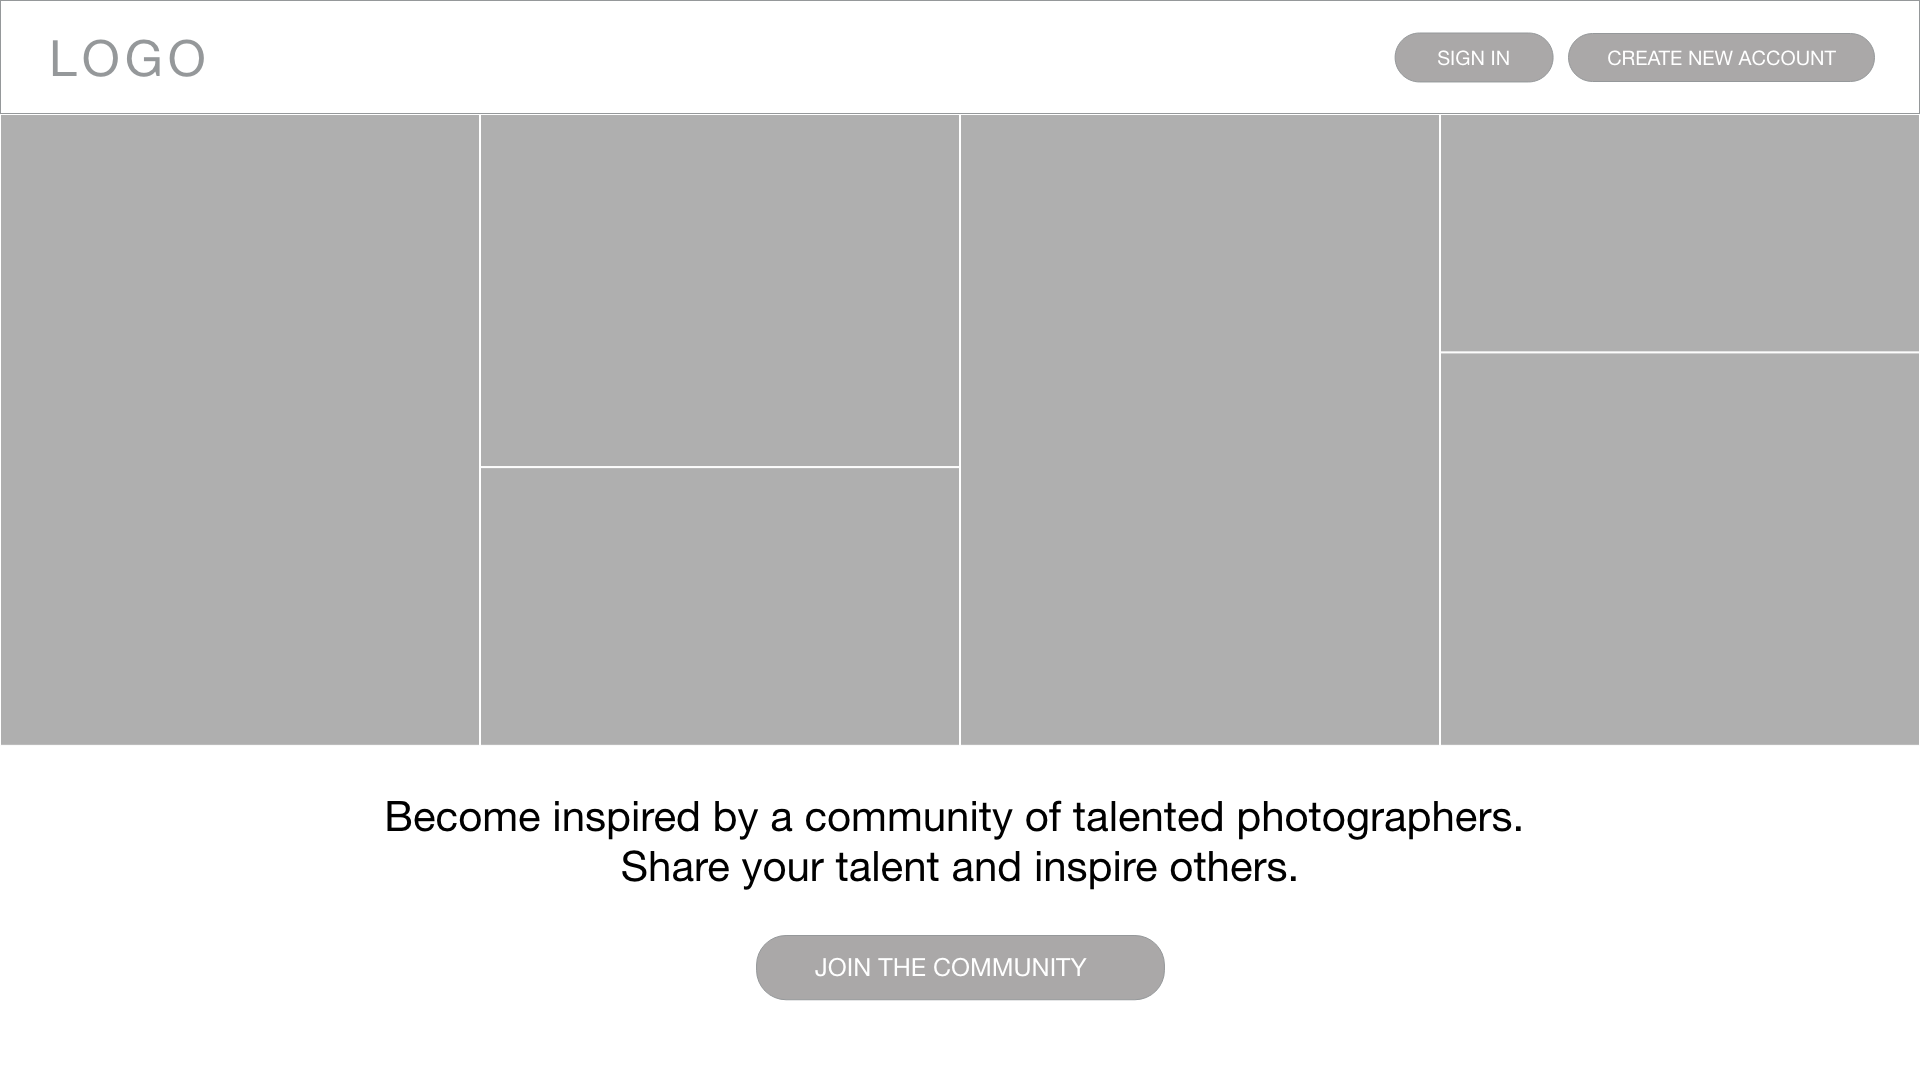 LOGO
SIGN IN
CREATE NEW ACCOUNT
Become inspired by a community of talented photographers.
Share your talent and inspire others.
JOIN THE COMMUNITY